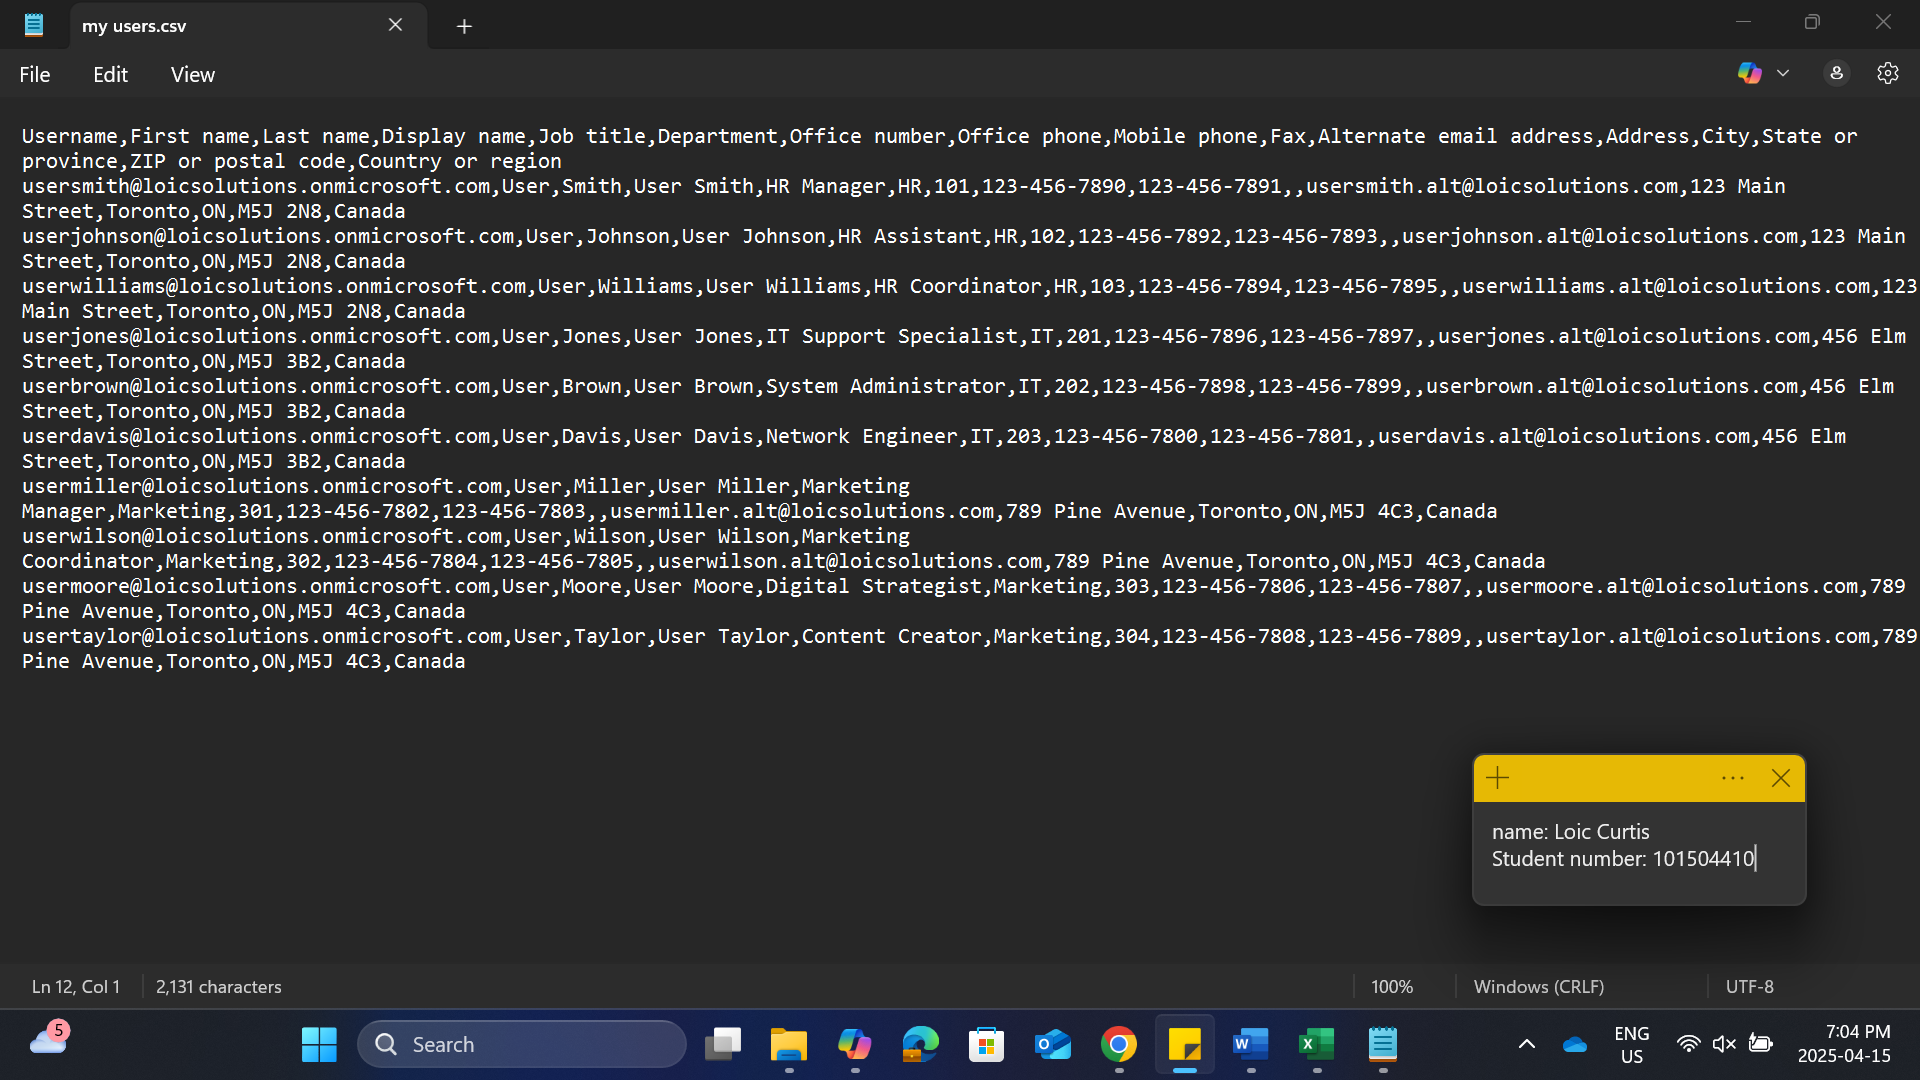 my users.csv
File Edit View
Username,First name,Last name,Display name,Job title,Department,Office number,Office phone,Mobile phone,Fax,Alternate email address,Address,City,State or
province,ZIP or postal code,Country or region
usersmith@loicsolutions.onmicrosoft.com,User,Smith,User Smith,HR Manager,HR,101,123-456-7890,123-456-7891,,usersmith.alt@loicsolutions.com,123 Main
Street,Toronto,ON,M5J 2N8,Canada
userjohnson@loicsolutions.onmicrosoft.com,User,Johnson,User Johnson,HR Assistant,HR,102,123-456-7892,123-456-7893,,userjohnson.alt@loicsolutions.com,123 Main
Street,Toronto,ON,M5J 2N8,Canada
userwilliams@loicsolutions.onmicrosoft.com,User,Williams,User Williams,HR Coordinator,HR,103,123-456-7894,123-456-7895,,userwilliams.alt@loicsolutions.com,123
Main Street,Toronto,ON,M5J 2N8,Canada
userjones@loicsolutions.onmicrosoft.com,User,Jones,User Jones,IT Support Specialist,IT,201,123-456-7896,123-456-7897,,userjones.alt@loicsolutions.com,456 Elm
Street,Toronto,ON,M5J 3B2,Canada
userbrown@loicsolutions.onmicrosoft.com,User,Brown,User Brown,System Administrator,IT,202,123-456-7898,123-456-7899,,userbrown.alt@loicsolutions.com,456 Elm
Street,Toronto,ON,M5J 3B2,Canada
userdavis@loicsolutions.onmicrosoft.com,User,Davis,User Davis,Network Engineer,IT,203,123-456-7800,123-456-7801,,userdavis.alt@loicsolutions.com,456 Elm
Street,Toronto,ON,M5J 3B2,Canada
usermiller@loicsolutions.onmicrosoft.com,User,Miller,User Miller,Marketing
Manager,Marketing,301,123-456-7802,123-456-7803,,usermiller.alt@loicsolutions.com,789 Pine Avenue,Toronto,ON,M5J 4C3,Canada
userwilson@loicsolutions.onmicrosoft.com,User,Wilson,User Wilson,Marketing
Coordinator,Marketing,302,123-456-7804,123-456-7805,,userwilson.alt@loicsolutions.com,789 Pine Avenue,Toronto,ON,M5J 4C3,Canada
usermoore@loicsolutions.onmicrosoft.com,User,Moore,User Moore,Digital Strategist,Marketing,303,123-456-7806,123-456-7807,,usermoore.alt@loicsolutions.com,789
Pine Avenue,Toronto,ON,M5J 4C3,Canada
usertaylor@loicsolutions.onmicrosoft.com,User,Taylor,User Taylor,Content Creator,Marketing,304,123-456-7808,123-456-7809,,usertaylor.alt@loicsolutions.com,789
Pine Avenue,Toronto,ON,M5J 4C3,Canada
name: Loic Curtis
Student number: 101504410
Ln 12, Col 1 2,131 characters 100% Windows (CRLF) UTF-8
5
Search
ENG
US
7:04 PM
2025-04-15